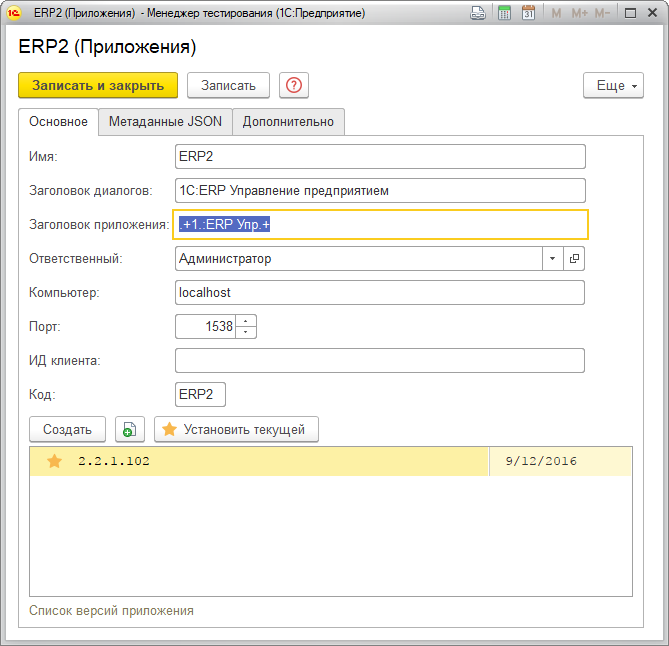 ERP2 (Приложения) - Менеджер тестирования (1С:Предприятие)
31 M M+ M-
ERP2 (Приложения)
Записать и закрыть Записать ? Еще
Основное Метаданные JSON Дополнительно
Имя: ERP2
Заголовок диалогов: 1С:ERP Управление предприятием
Заголовок приложения: .+1.:ERP Упр.+
Ответственный: Администратор
Компьютер: localhost
Порт: 1538
ИД клиента:
Код: ERP2
Создать Установить текущей
2.2.1.102 9/12/2016
Список версий приложения